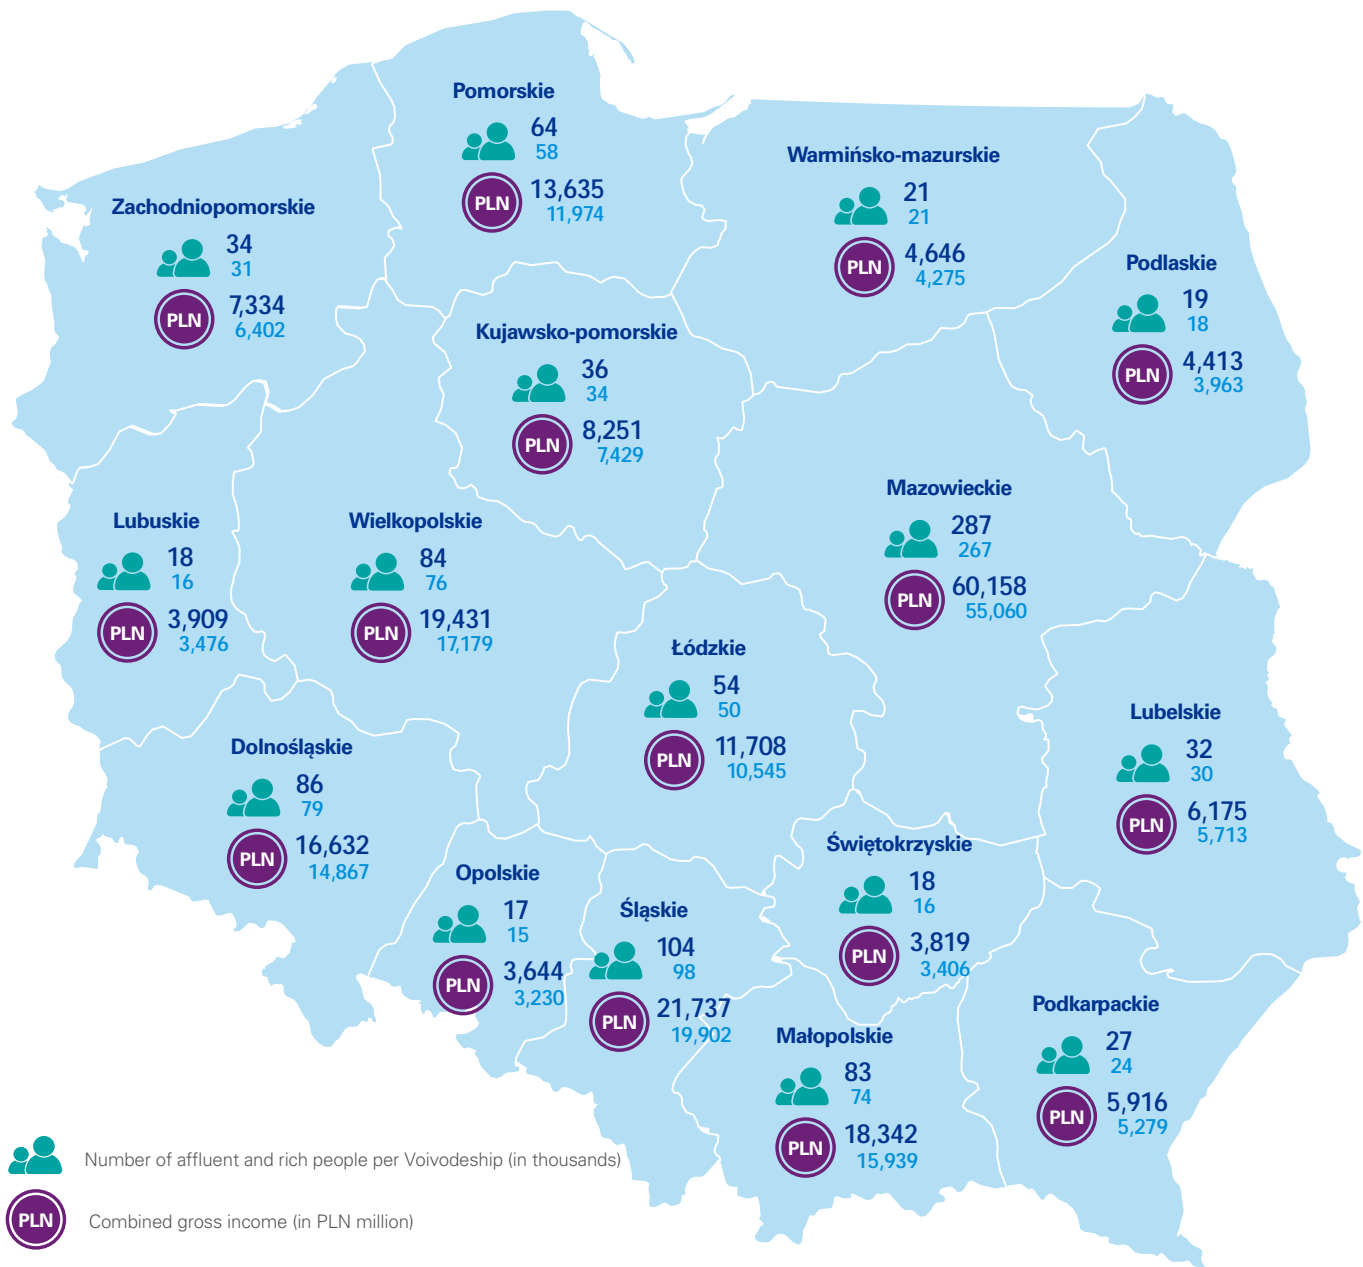 Pomorskie
64
58
PLN
13,635
11,974
Warmińsko-mazurskie
21
21
PLN
4,646
4,275
Zachodniopomorskie
34
31
PLN
7,334
6,402
Podlaskie
19
18
PLN
4,413
3,963
Kujawsko-pomorskie
36
34
PLN
8,251
7,429
Mazowieckie
287
267
PLN
60,158
55,060
Lubuskie
18
16
PLN
3,909
3,476
Wielkopolskie
84
76
PLN
19,431
17,179
Łódzkie
54
50
PLN
11,708
10,545
Lubelskie
32
30
PLN
6,175
5,713
Dolnośląskie
86
79
PLN
16,632
14,867
Świętokrzyskie
18
16
PLN
3,819
3,406
Opolskie
17
15
PLN
3,644
3,230
Śląskie
104
98
PLN
21,737
19,902
Podkarpackie
27
24
PLN
5,916
5,279
Małopolskie
83
74
PLN
18,342
15,939
Number of affluent and rich people per Voivodeship (in thousands)
PLN
Combined gross income (in PLN million)